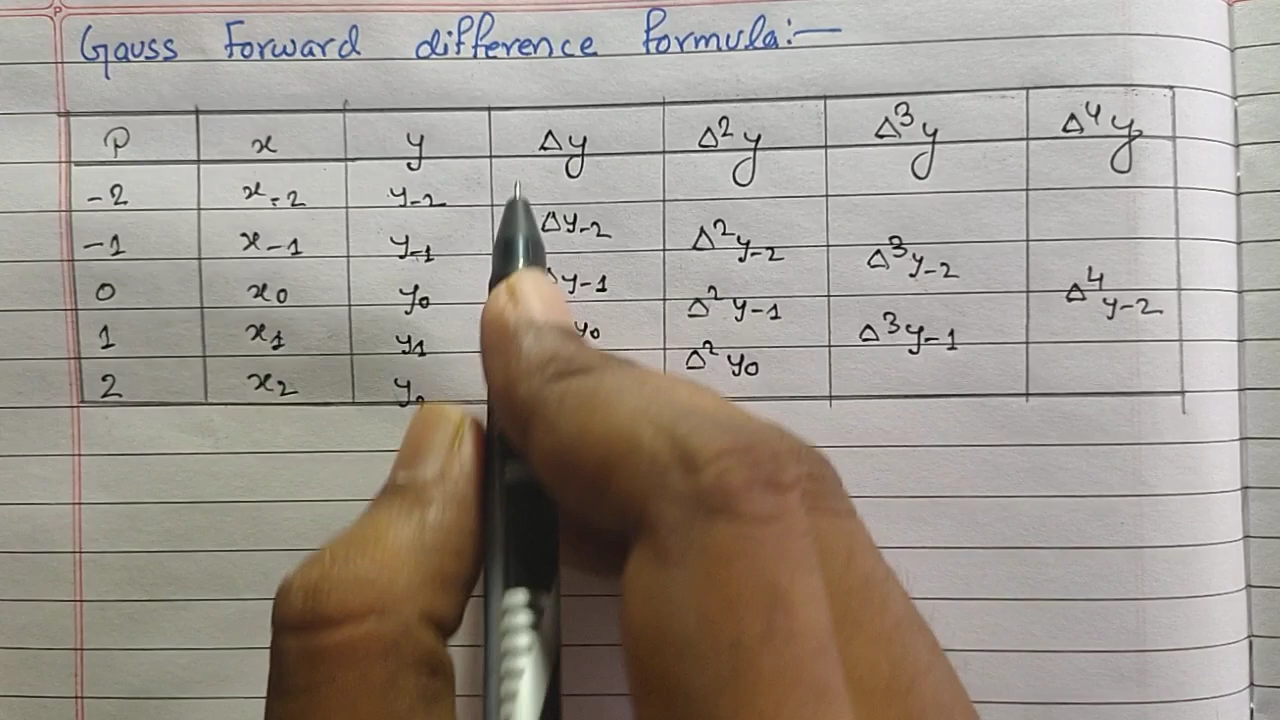 Gauss Forward difference formula:—
P x y Δy Δ²y Δ³y Δ⁴y
-2 x-2 y-2
Δy-2
-1 x-1 y-1 Δ²y-2
Δ³y-2
0 x0 y0 y-1 Δ²y-1 Δ⁴y-2
1 x1 y1 y0 Δ³y-1
Δ²y0
2 x2 y